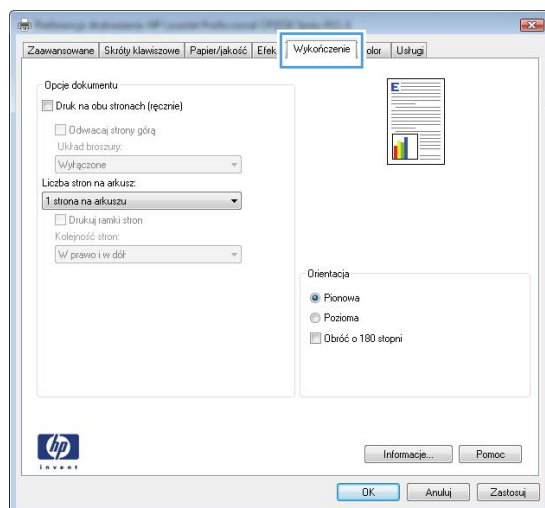 Zaawansowane Skróty klawiszowe Papier/jakość Efek Wykończenie olor Usługi
Opcje dokumentu
Druk na obu stronach (ręcznie)
Odwracaj strony górą
Układ broszury:
Wyłączone
Liczba stron na arkusz:
1 strona na arkuszu
Drukuj ramki stron
Kolejność stron:
W prawo i w dół
E
Orientacja
Pionowa
Pozioma
Obróć o 180 stopni
hp
invent
Informacje... Pomoc
OK Anuluj Zastosuj